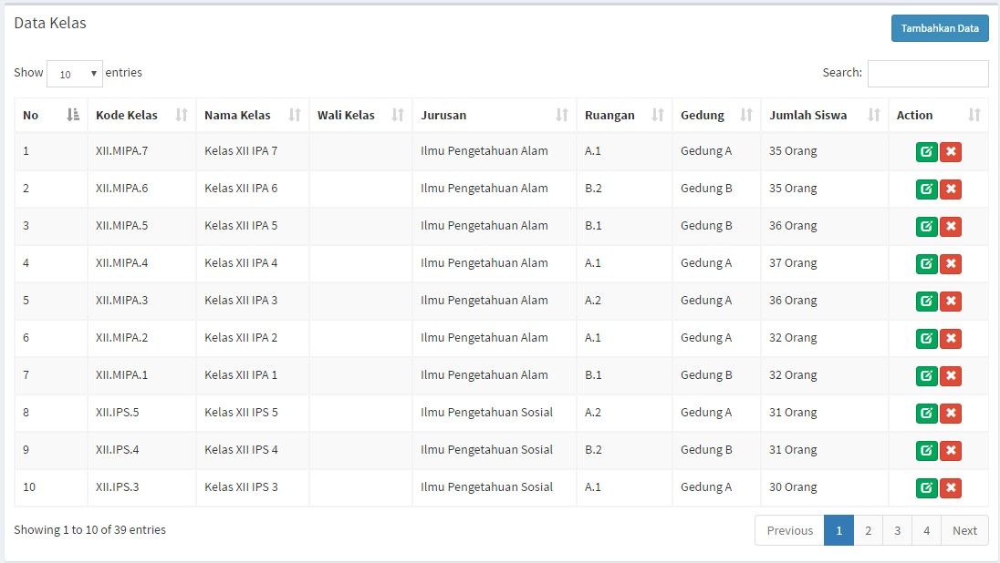 Data Kelas
Tambahkan Data
Show 10 entries Search:
No Kode Kelas Nama Kelas Wali Kelas Jurusan Ruangan Gedung Jumlah Siswa Action
1 XII.MIPA.7 Kelas XII IPA 7 Ilmu Pengetahuan Alam A.1 Gedung A 35 Orang
2 XII.MIPA.6 Kelas XII IPA 6 Ilmu Pengetahuan Alam B.2 Gedung B 35 Orang
3 XII.MIPA.5 Kelas XII IPA 5 Ilmu Pengetahuan Alam B.1 Gedung B 36 Orang
4 XII.MIPA.4 Kelas XII IPA 4 Ilmu Pengetahuan Alam A.1 Gedung A 37 Orang
5 XII.MIPA.3 Kelas XII IPA 3 Ilmu Pengetahuan Alam A.2 Gedung A 36 Orang
6 XII.MIPA.2 Kelas XII IPA 2 Ilmu Pengetahuan Alam A.1 Gedung A 32 Orang
7 XII.MIPA.1 Kelas XII IPA 1 Ilmu Pengetahuan Alam B.1 Gedung B 32 Orang
8 XII.IPS.5 Kelas XII IPS 5 Ilmu Pengetahuan Sosial A.2 Gedung A 31 Orang
9 XII.IPS.4 Kelas XII IPS 4 Ilmu Pengetahuan Sosial B.2 Gedung B 31 Orang
10 XII.IPS.3 Kelas XII IPS 3 Ilmu Pengetahuan Sosial A.1 Gedung A 30 Orang
Showing 1 to 10 of 39 entries Previous 1 2 3 4 Next